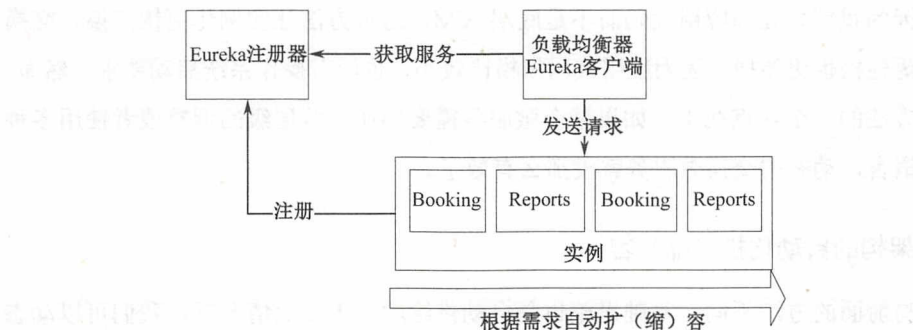 Eureka注册器
获取服务
负载均衡器
Eureka客户端
发送请求
Booking
Reports
Booking
Reports
注册
实例
根据需求自动扩（缩）容